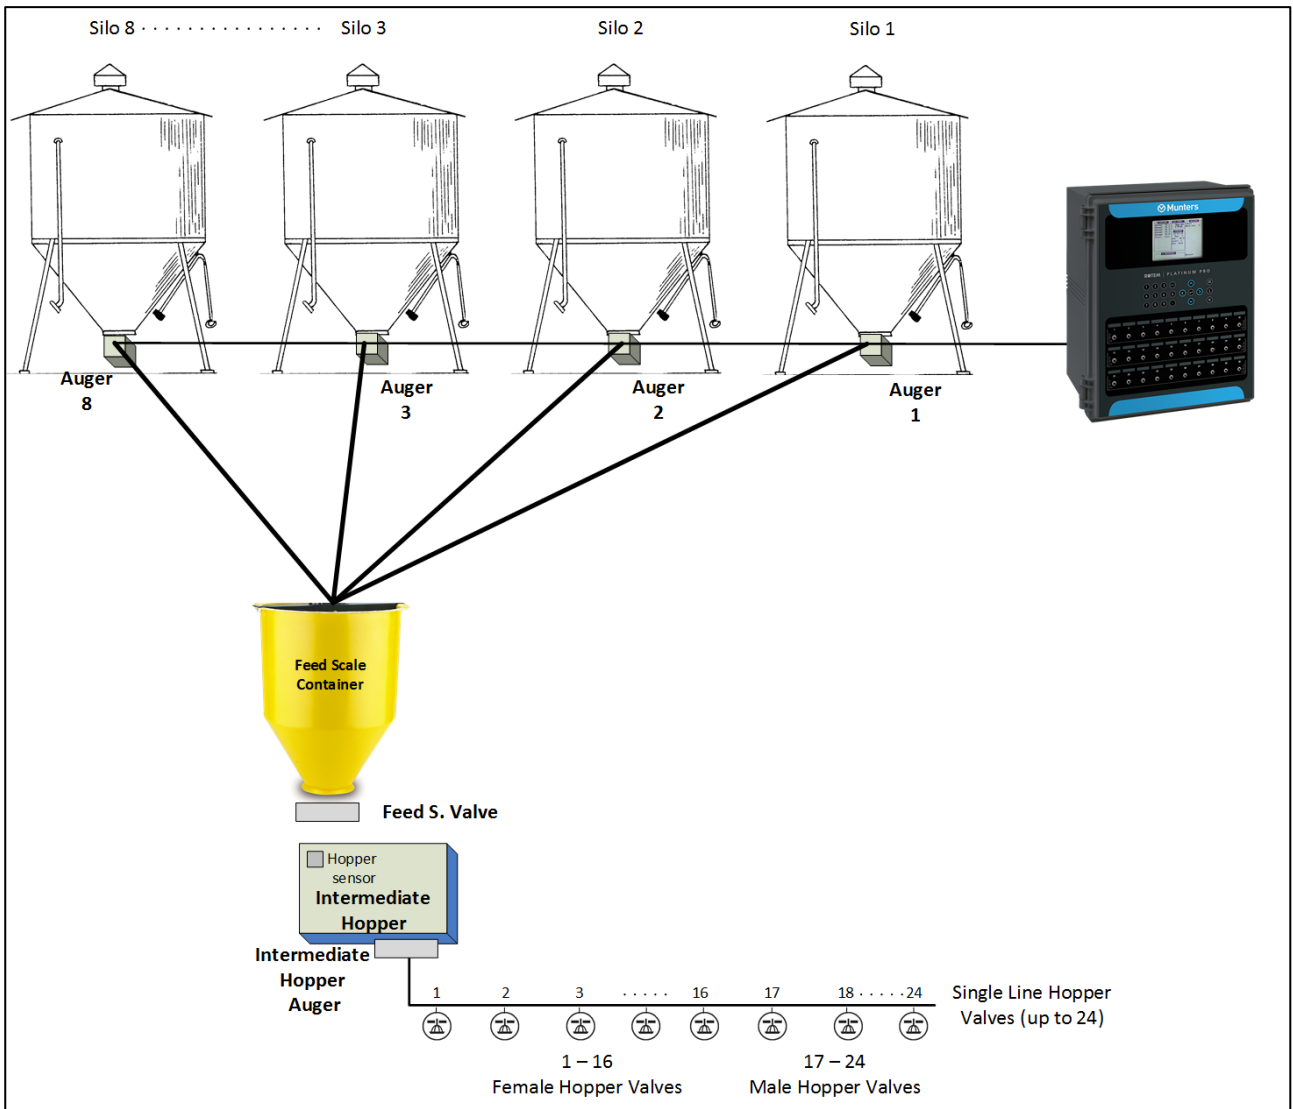 Silo 8 . . . . . . . . . . . . . . . . Silo 3
Silo 2
Silo 1
Munters
PLATINUM PRO
Auger
8
Auger
3
Auger
2
Auger
1
Feed Scale
Container
Feed S. Valve
Hopper
sensor
Intermediate
Hopper
Intermediate
Hopper
Auger
1 2 3 . . . . . 16 17 18 . . . . . 24
Single Line Hopper
Valves (up to 24)
1 – 16
Female Hopper Valves
17 – 24
Male Hopper Valves